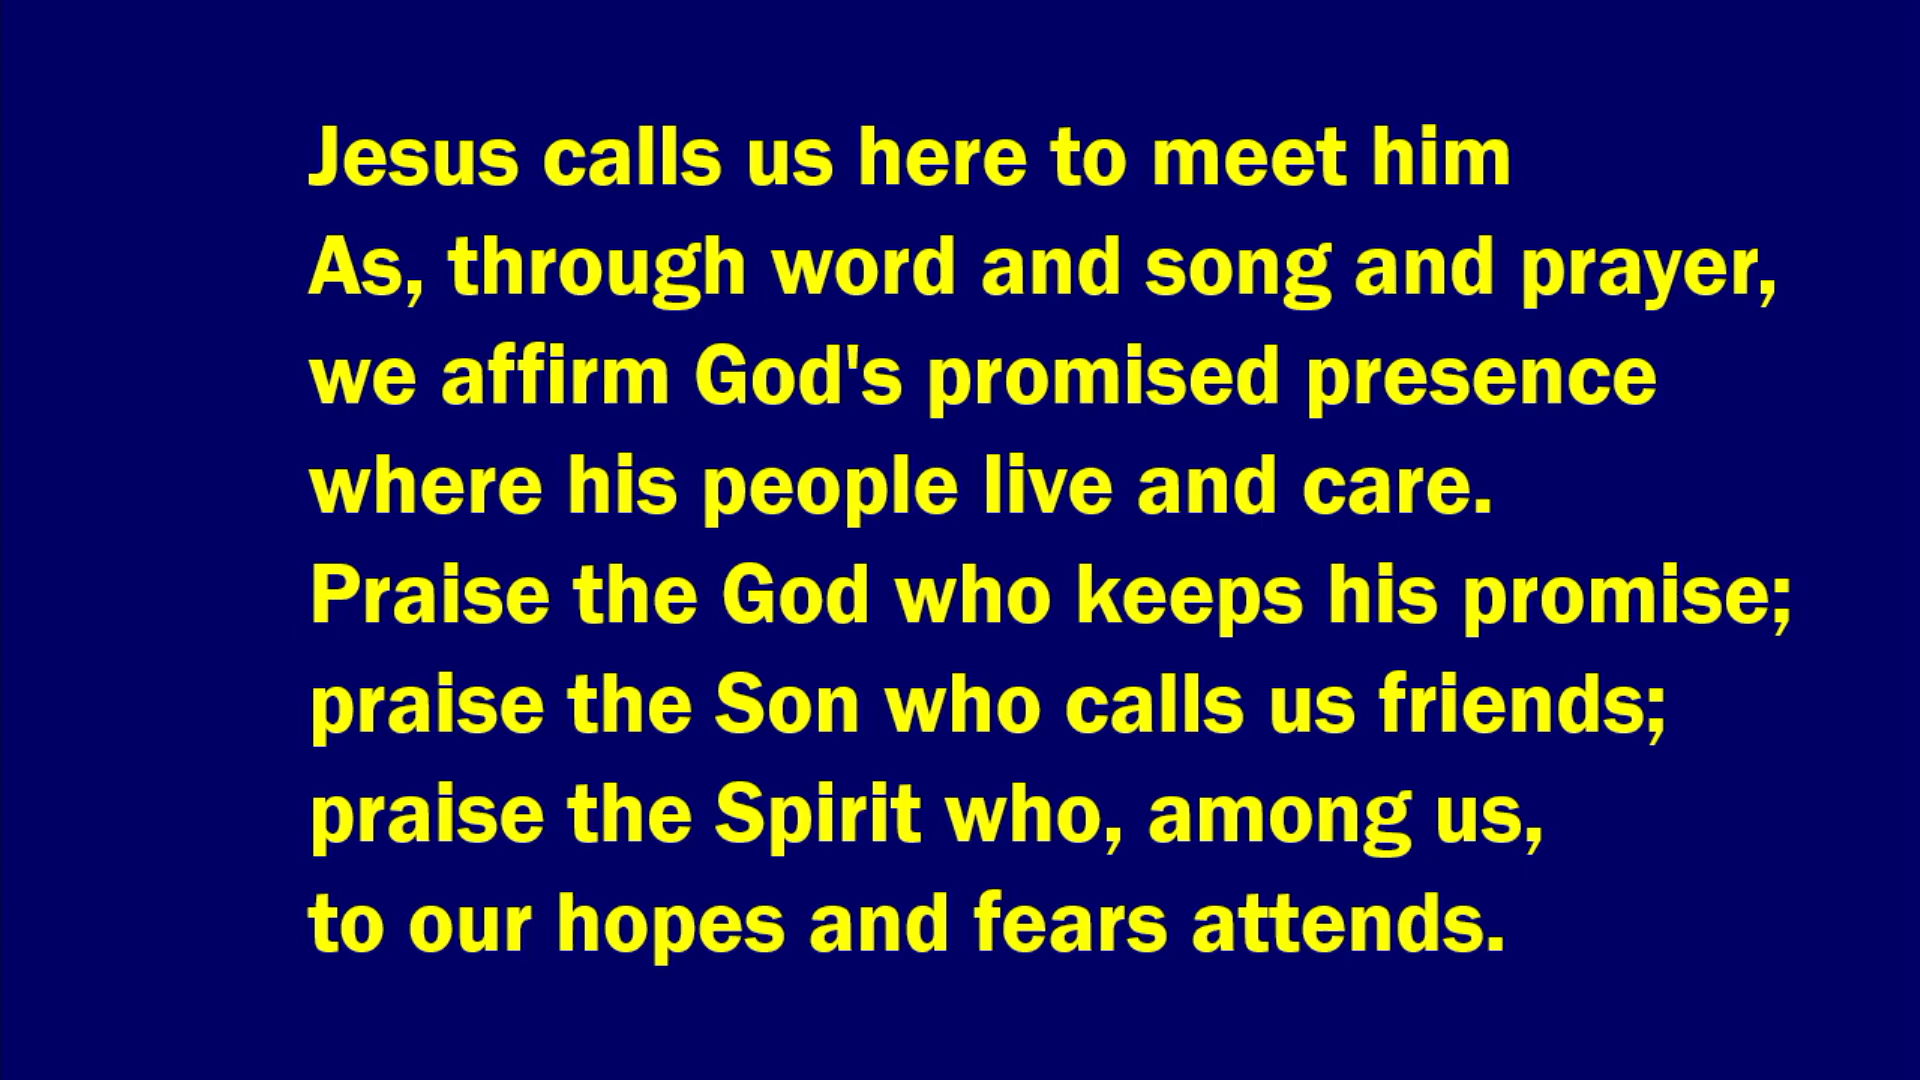 Jesus calls us here to meet him
As, through word and song and prayer,
we affirm God's promised presence
where his people live and care.
Praise the God who keeps his promise;
praise the Son who calls us friends;
praise the Spirit who, among us,
to our hopes and fears attends.